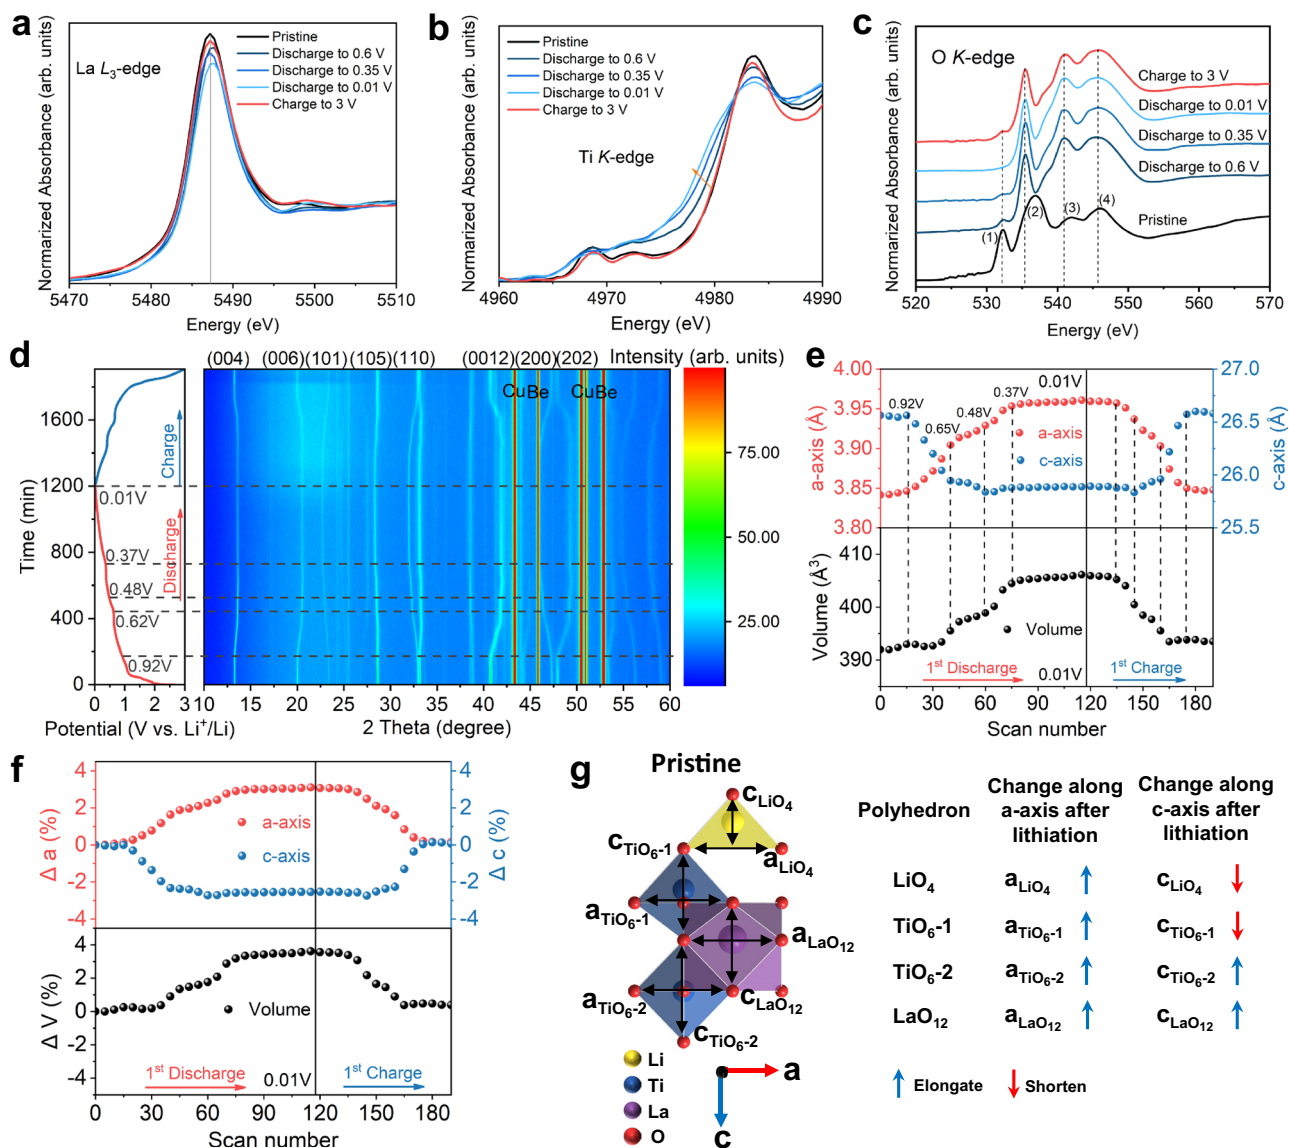 a
Normarized Absorbance (arb. units)
La L3-edge
Pristine
Discharge to 0.6 V
Discharge to 0.35 V
Discharge to 0.01 V
Charge to 3 V
5470 5480 5490 5500 5510
Energy (eV)
b
Normarized Absorbance (arb. units)
Pristine
Discharge to 0.6 V
Discharge to 0.35 V
Discharge to 0.01 V
Charge to 3 V
Ti K-edge
4960 4970 4980 4990
Energy (eV)
c
Normarized Absorbance (arb. units)
O K-edge
Charge to 3 V
Discharge to 0.01 V
Discharge to 0.35 V
Discharge to 0.6 V
Pristine
(1) (2) (3) (4)
520 530 540 550 560 570
Energy (eV)
d
(004) (006)(101)(105)(110) (0012)(200)(202) Intensity (arb. units)
CuBe CuBe
Time (min)
1600
1200
800
400
0
Charge
Discharge
0.01V
0.37V
0.48V
0.62V
0.92V
0 1 2 3
Potential (V vs. Li+/Li)
10 15 20 25 30 35 40 45 50 55 60
2 Theta (degree)
75.00
50.00
25.00
e
4.00
3.95
3.90
3.85
3.80
a-axis (Å)
27.0
26.5
26.0
25.5
c-axis (Å)
0.92V
0.65V
0.48V
0.37V
0.01V
a-axis
c-axis
410
400
390
Volume (Å3)
Volume
1st Discharge
0.01V
1st Charge
0 30 60 90 120 150 180
Scan number
f
4
2
0
-2
-4
Δ a (%)
4
2
0
-2
-4
Δ c (%)
a-axis
c-axis
4
2
0
-2
-4
Δ V (%)
Volume
1st Discharge
0.01V
1st Charge
0 30 60 90 120 150 180
Scan number
g
Pristine
cLiO4
aLiO4
cTiO6-1
aTiO6-1
aLaO12
cLaO12
aTiO6-2
cTiO6-2
Li
Ti
La
O
a
c
Polyhedron
Change along
a-axis after
lithiation
Change along
c-axis after
lithiation
LiO4 aLiO4 ↑ cLiO4 ↓
TiO6-1 aTiO6-1 ↑ cTiO6-1 ↓
TiO6-2 aTiO6-2 ↑ cTiO6-2 ↑
LaO12 aLaO12 ↑ cLaO12 ↑
↑ Elongate ↓ Shorten